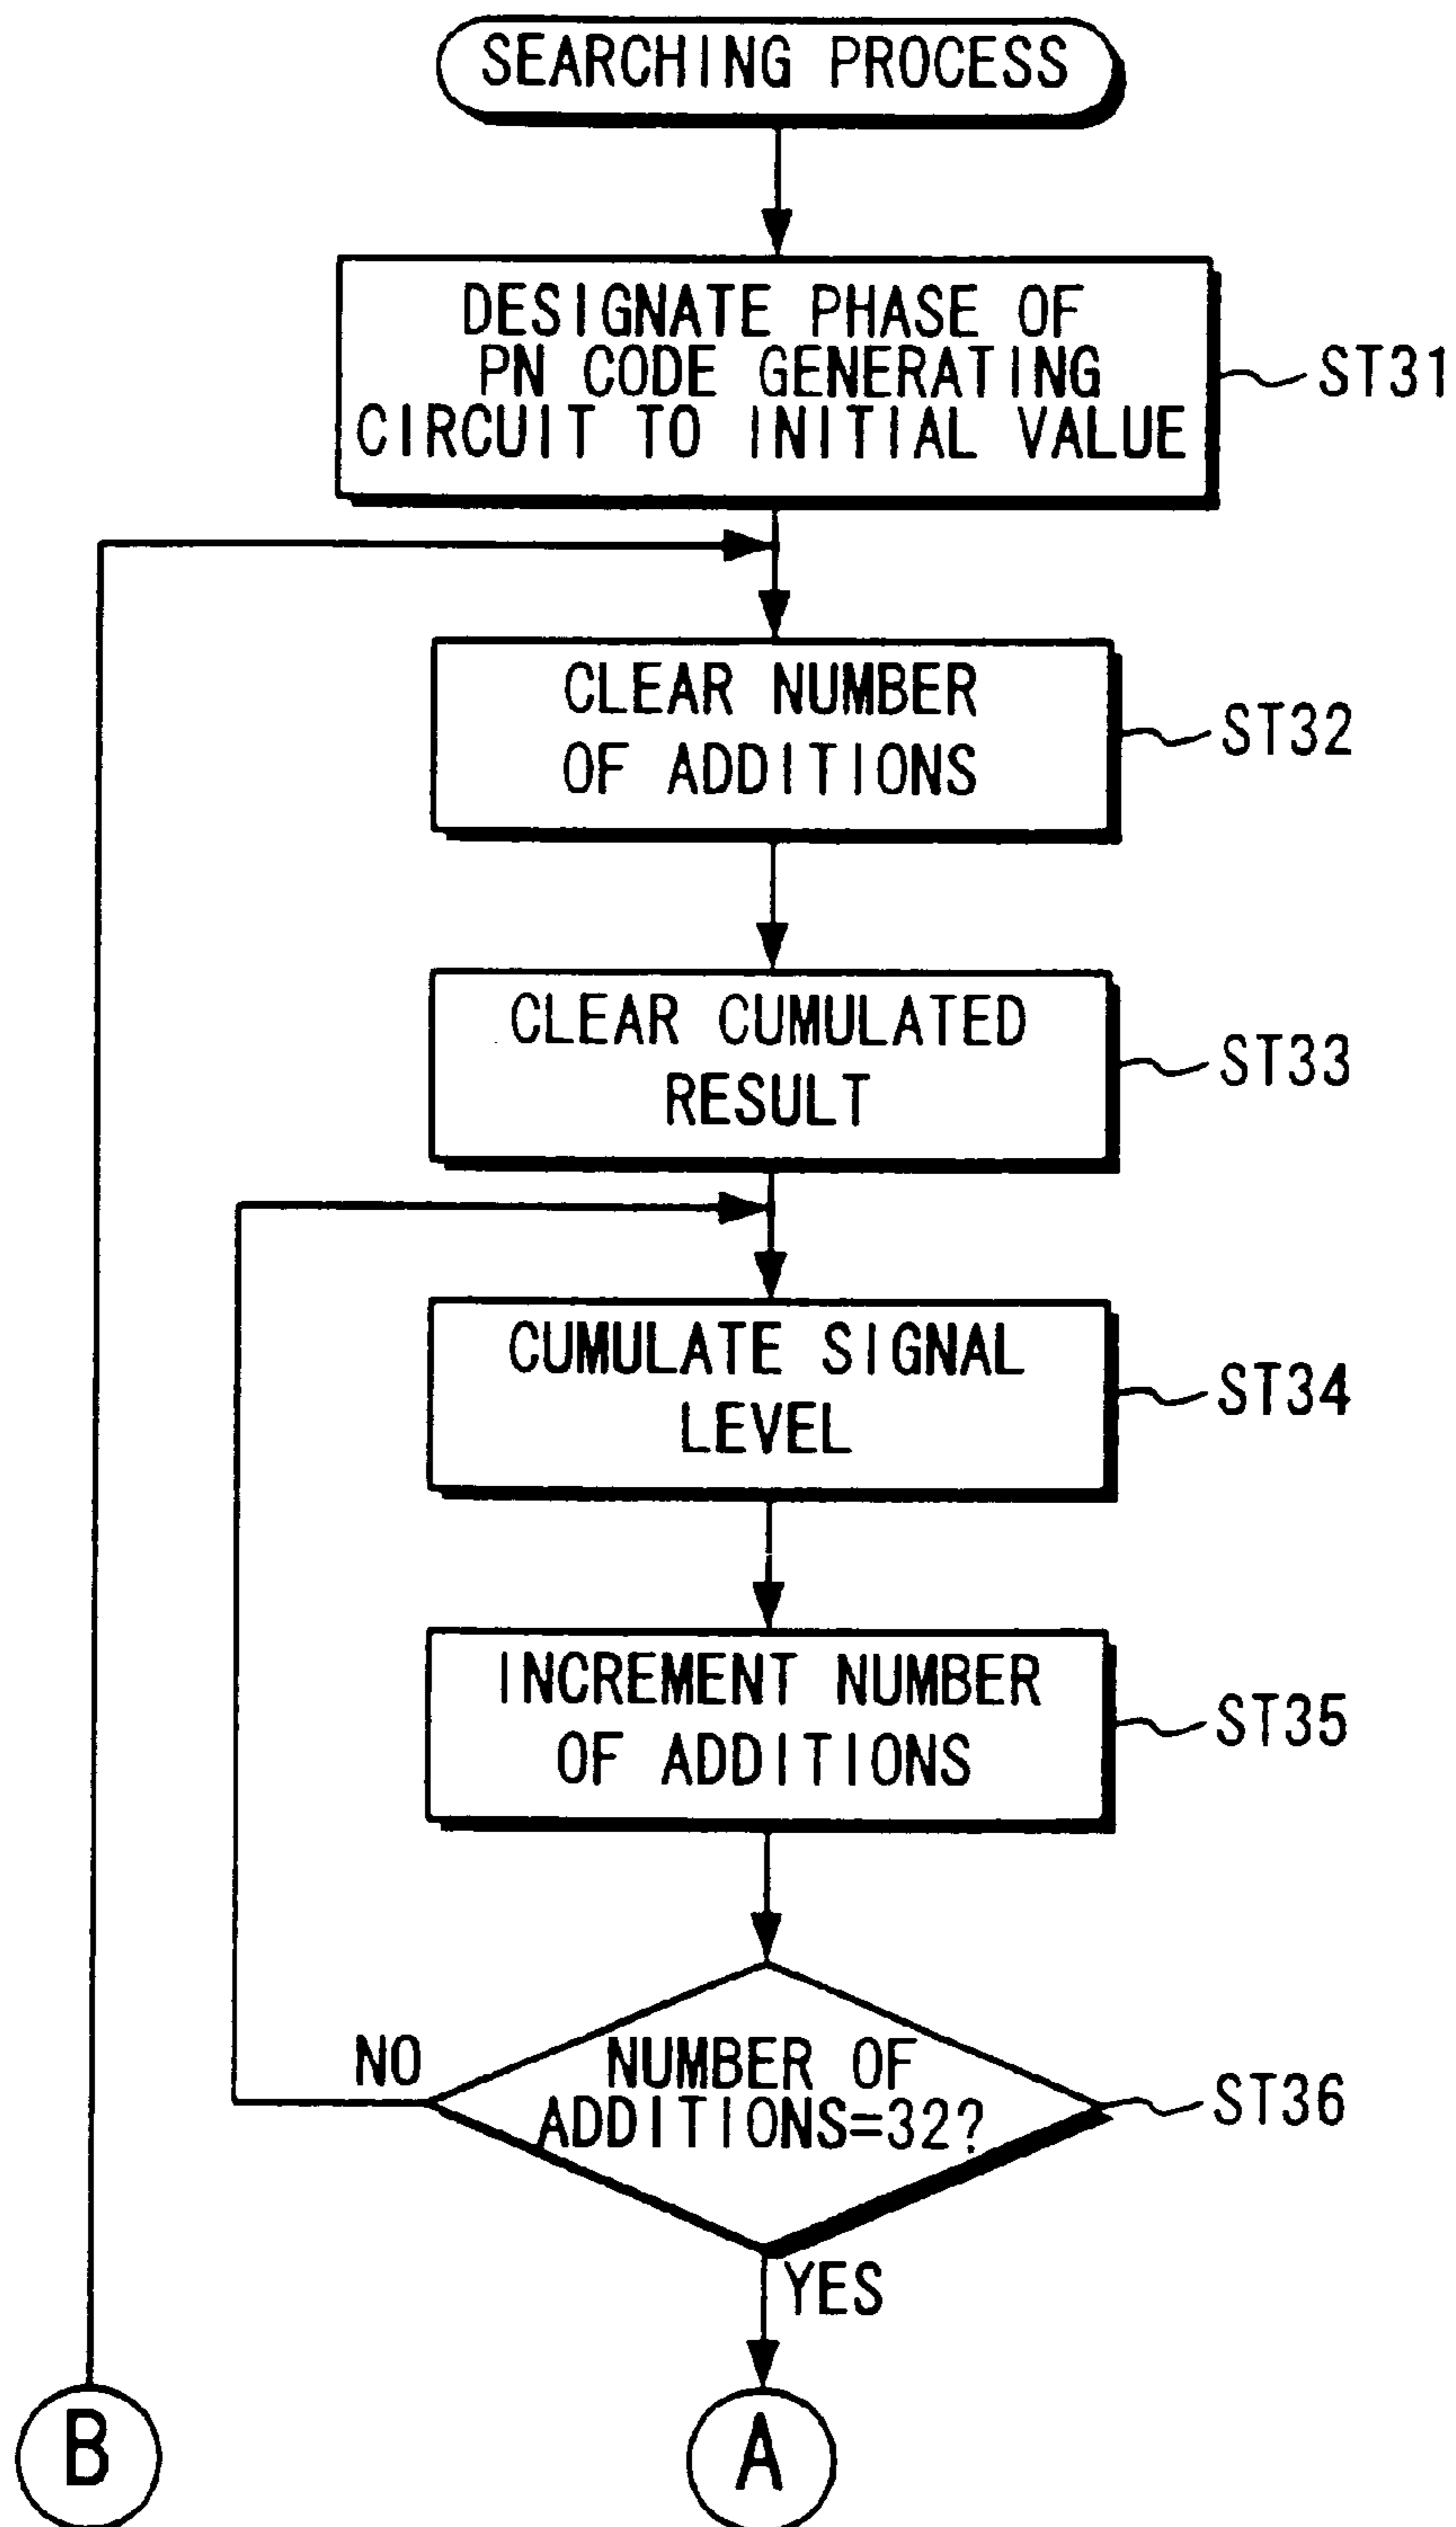 SEARCHING PROCESS
DESIGNATE PHASE OF
PN CODE GENERATING
CIRCUIT TO INITIAL VALUE
ST31
CLEAR NUMBER
OF ADDITIONS
ST32
CLEAR CUMULATED
RESULT
ST33
CUMULATE SIGNAL
LEVEL
ST34
INCREMENT NUMBER
OF ADDITIONS
ST35
NO
NUMBER OF
ADDITIONS=32?
ST36
YES
B
A